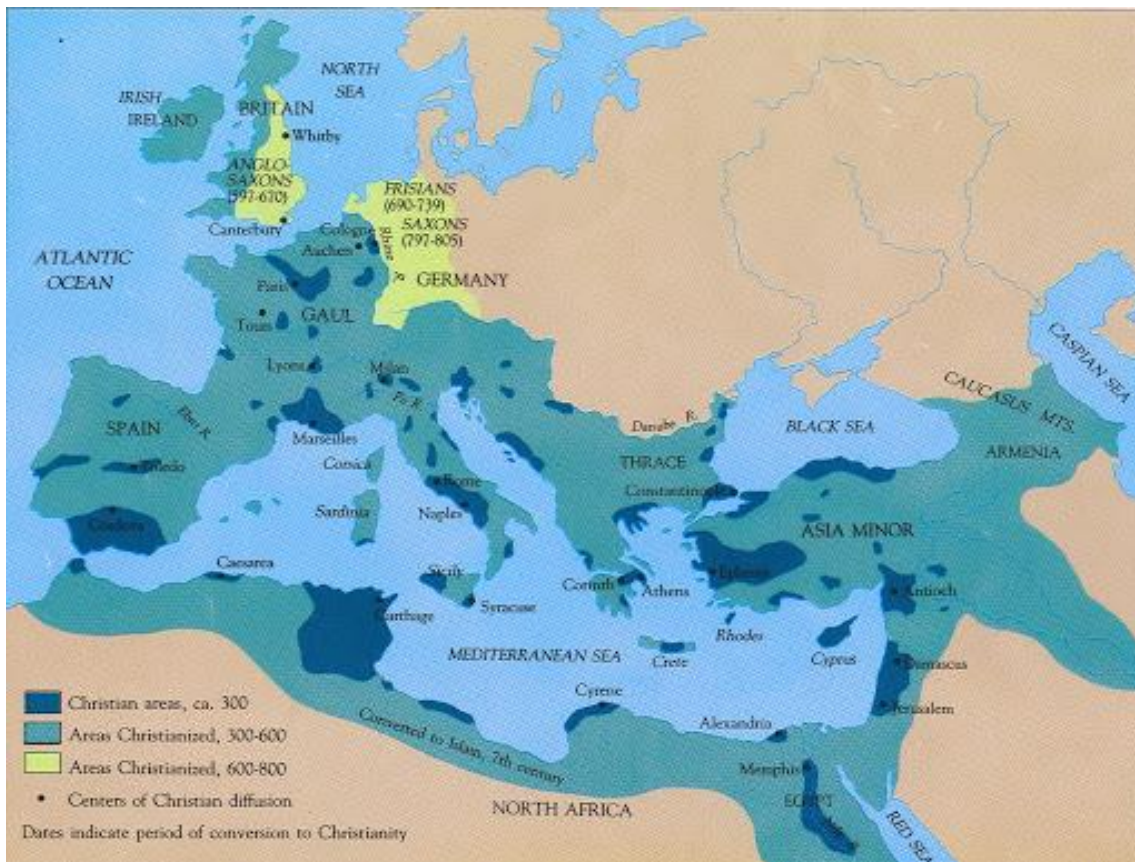 NORTH
SEA
IRISH
IRELAND
BRITAIN
Whitby
ANGLO-
SAXONS
(597-670)
FRISIANS
(690-739)
SAXONS
(797-805)
Canterbury
Cologne
Aachen
Rhine R.
GERMANY
ATLANTIC
OCEAN
Paris
GAUL
Tours
Lyons
Milan
Po R.
CASPIAN SEA
CAUCASUS MTS.
Danube R.
BLACK SEA
ARMENIA
SPAIN
Ebro R.
Marseilles
Toledo
Corsica
THRACE
Rome
Constantinople
Sardinia
Naples
Cordova
ASIA MINOR
Caesarea
Sicily
Corinth
Athens
Ephesus
Antioch
Carthage
Syracuse
Rhodes
MEDITERRANEAN SEA
Crete
Cyprus
Damascus
Cyrene
Jerusalem
Alexandria
Converted to Islam, 7th century
Memphis
EGYPT
NORTH AFRICA
RED SEA
Christian areas, ca. 300
Areas Christianized, 300-600
Areas Christianized, 600-800
Centers of Christian diffusion
Dates indicate period of conversion to Christianity